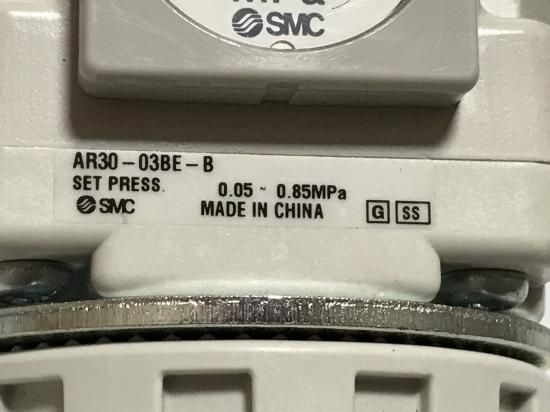 SMC
AR30-03BE-B
SET PRESS. 0.05 ~ 0.85MPa
SMC MADE IN CHINA G SS